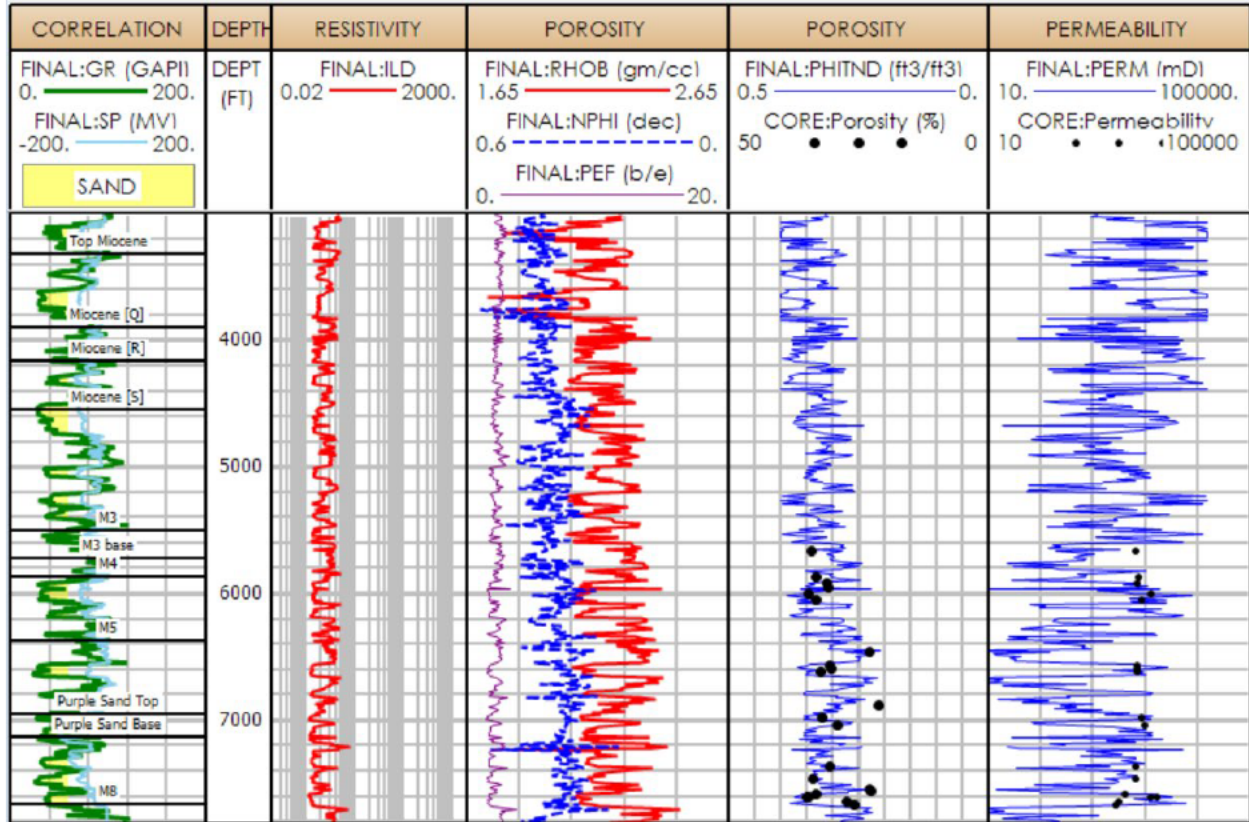 CORRELATION DEPTH RESISTIVITY POROSITY POROSITY PERMEABILITY
FINAL:GR (GAPI) DEPT FINAL:ILD FINAL:RHOB (gm/cc) FINAL:PHITND (ft3/ft3) FINAL:PERM (mD)
0. 200. (FT) 0.02 2000. 1.65 2.65 0.5 0. 10. 100000.
FINAL:SP (MV) FINAL:NPHI (dec) CORE:Porosity (%) CORE:Permeability
-200. 200. 0.6 0. 50 0 10 100000
SAND FINAL:PEF (b/e)
0. 20.
Top Miocene
Miocene [Q]
4000
Miocene [R]
Miocene [S]
5000
M3
M3 base
M4
6000
M5
Purple Sand Top
7000
Purple Sand Base
M8